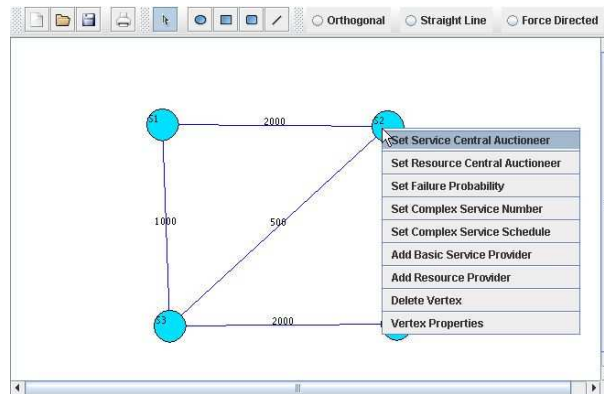 Orthogonal Straight Line Force Directed
S1 2000 S2
Set Service Central Auctioneer
Set Resource Central Auctioneer
Set Failure Probability
1000 500 Set Complex Service Number
Set Complex Service Schedule
Add Basic Service Provider
Add Resource Provider
Delete Vertex
S3 2000
Vertex Properties